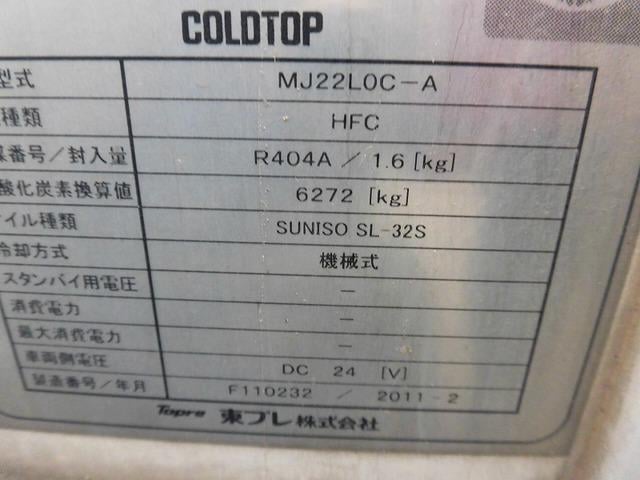 COLDTOP
型式 MJ22L0C-A
種類 HFC
番号/封入量 R404A / 1.6 [kg]
酸化炭素換算値 6272 [kg]
イル種類 SUNISO SL-32S
冷却方式 機械式
スタンバイ用電圧 —
消費電力 —
最大消費電力 —
車両側電圧 DC 24 [V]
製造番号/年月 F110232 / 2011-2
Topre 東プレ株式会社